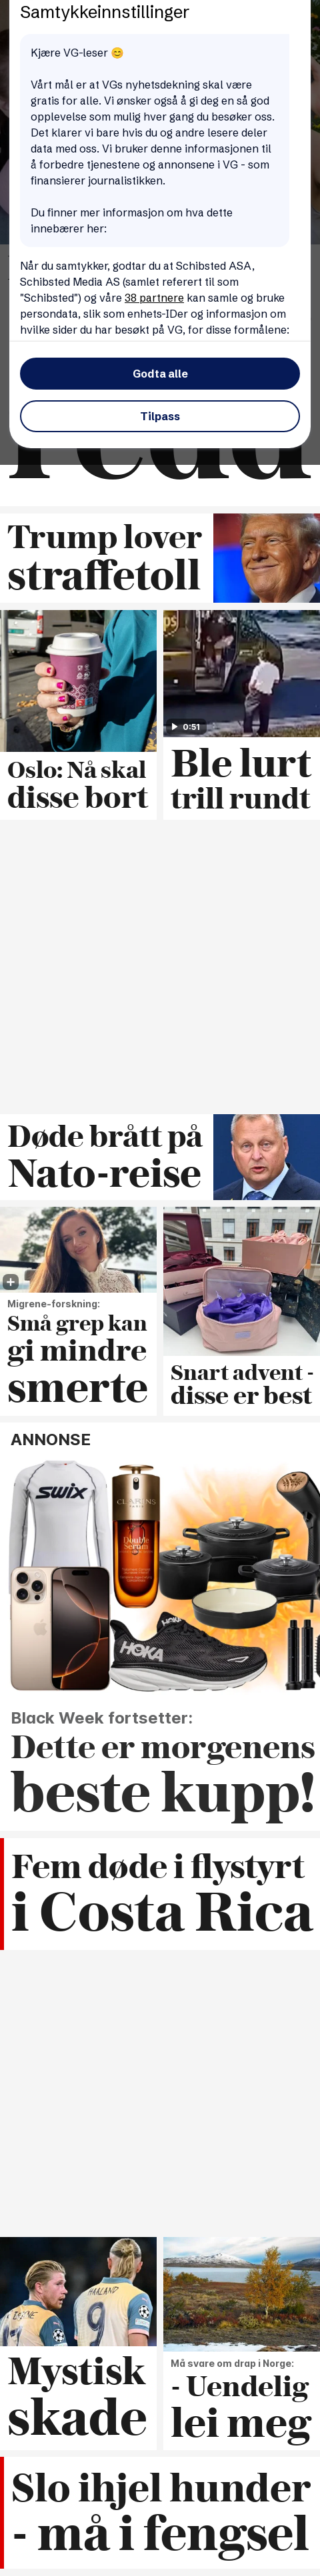 Samtykkeinnstillinger
Kjære VG-leser 😊
Vårt mål er at VGs nyhetsdekning skal være
gratis for alle. Vi ønsker også å gi deg en så god
opplevelse som mulig hver gang du besøker oss.
Det klarer vi bare hvis du og andre lesere deler
data med oss. Vi bruker denne informasjonen til
å forbedre tjenestene og annonsene i VG - som
finansierer journalistikken.
Du finner mer informasjon om hva dette
innebærer her:
Når du samtykker, godtar du at Schibsted ASA,
Schibsted Media AS (samlet referert til som
"Schibsted") og våre 38 partnere kan samle og bruke
persondata, slik som enhets-IDer og informasjon om
hvilke sider du har besøkt på VG, for disse formålene:
Godta alle
Tilpass
Trump lover
straffetoll
0:51
Oslo: Nå skal
disse bort
Ble lurt
trill rundt
Døde brått på
Nato-reise
Migrene-forskning:
Små grep kan
gi mindre
smerte
Snart advent -
disse er best
ANNONSE
SWIX
CLARINS
Double
Serum
HOKA
Black Week fortsetter:
Dette er morgenens
beste kupp!
Fem døde i flystyrt
i Costa Rica
HAALAND
9
Mystisk
skade
Må svare om drap i Norge:
- Uendelig
lei meg
Slo ihjel hunder
- må i fengsel